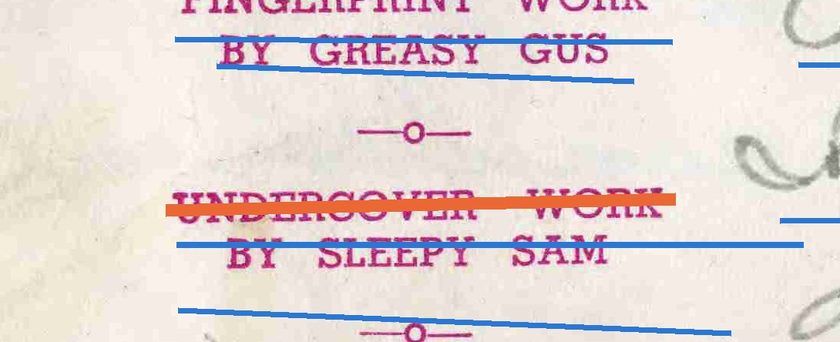 FINGERPRINT WORK
BY GREASY GUS
UNDERCOVER WORK
BY SLEEPY SAM